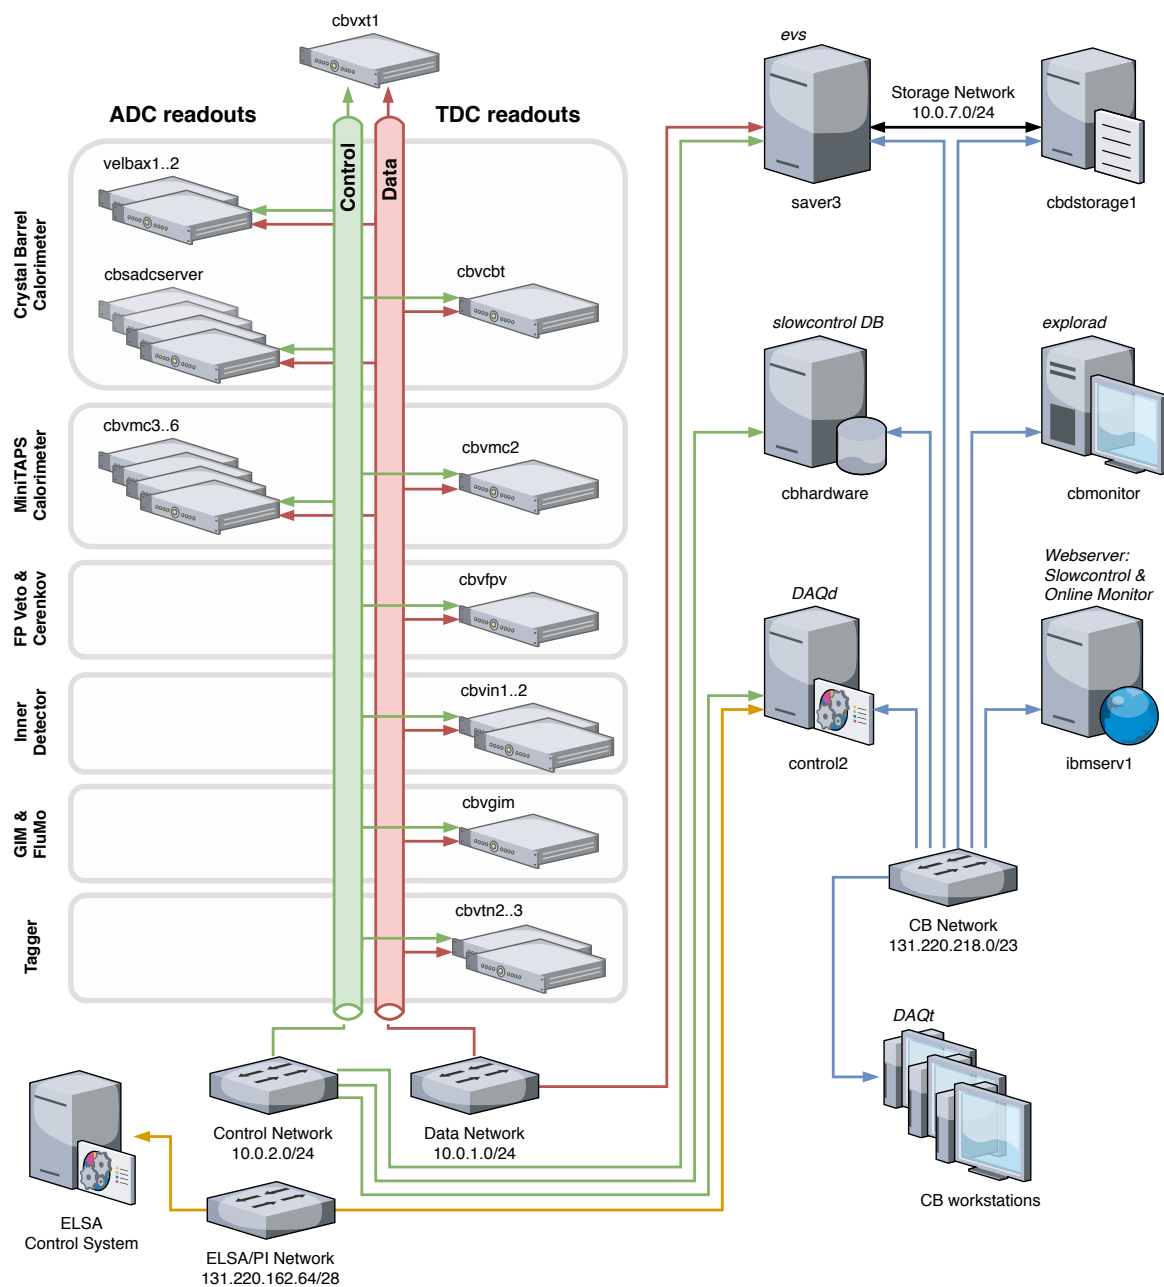 cbvxt1
ADC readouts
TDC readouts
Control
Data
Crystal Barrel
Calorimeter
velbax1..2
cbsadcserver
cbvcbt
MiniTAPS
Calorimeter
cbvmc3..6
cbvmc2
FP Veto &
Cerenkov
cbvfpv
Inner
Detector
cbvin1..2
GIM &
FluMo
cbvgim
Tagger
cbvtn2..3
Control Network
10.0.2.0/24
Data Network
10.0.1.0/24
ELSA
Control System
ELSA/PI Network
131.220.162.64/28
evs
saver3
Storage Network
10.0.7.0/24
cbdstorage1
slowcontrol DB
cbhardware
explorad
cbmonitor
DAQd
control2
Webserver:
Slowcontrol &
Online Monitor
ibmserv1
CB Network
131.220.218.0/23
DAQt
CB workstations